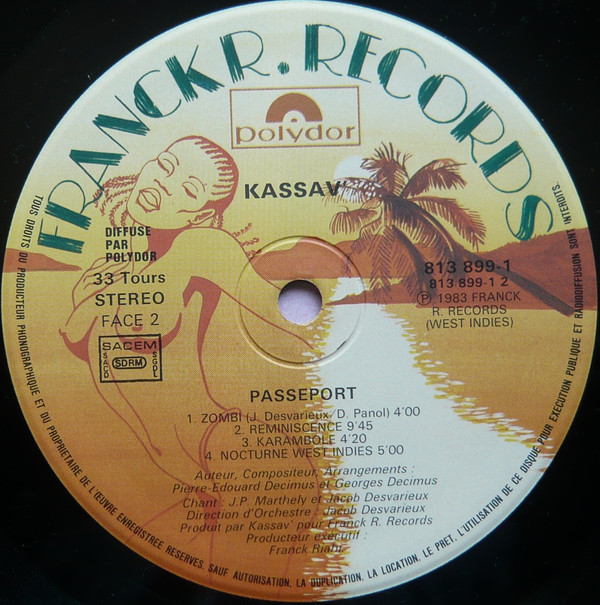 FRANCK R. RECORDS
polydor
KASSAV'
DIFFUSE
PAR
POLYDOR
33 Tours
STEREO
FACE 2
SACEM
SACD
SDRM
SGDL
813 899-1
813 899-1 2
℗ 1983 FRANCK
R. RECORDS
(WEST INDIES)
PASSEPORT
1. ZOMBI (J. Desvarieux/D. Panol) 4'00
2. REMINISCENCE 9'45
3. KARAMBOLE 4'20
4. NOCTURNE WEST INDIES 5'00
Auteur, Compositeur, Arrangements :
Pierre-Edouard Decimus et Georges Decimus
Chant : J.P. Marthely et Jacob Desvarieux
Direction d'Orchestre : Jacob Desvarieux
Produit par Kassav' pour Franck R. Records
Producteur exécutif :
Franck Riahi
TOUS DROITS DU PRODUCTEUR PHONOGRAPHIQUE ET DU PROPRIETAIRE DE L'ŒUVRE ENREGISTREE RESERVES. SAUF AUTORISATION, LA DUPLICATION, LA LOCATION, LE PRET, L'UTILISATION DE CE DISQUE POUR EXECUTION PUBLIQUE ET RADIODIFFUSION SONT INTERDITS.